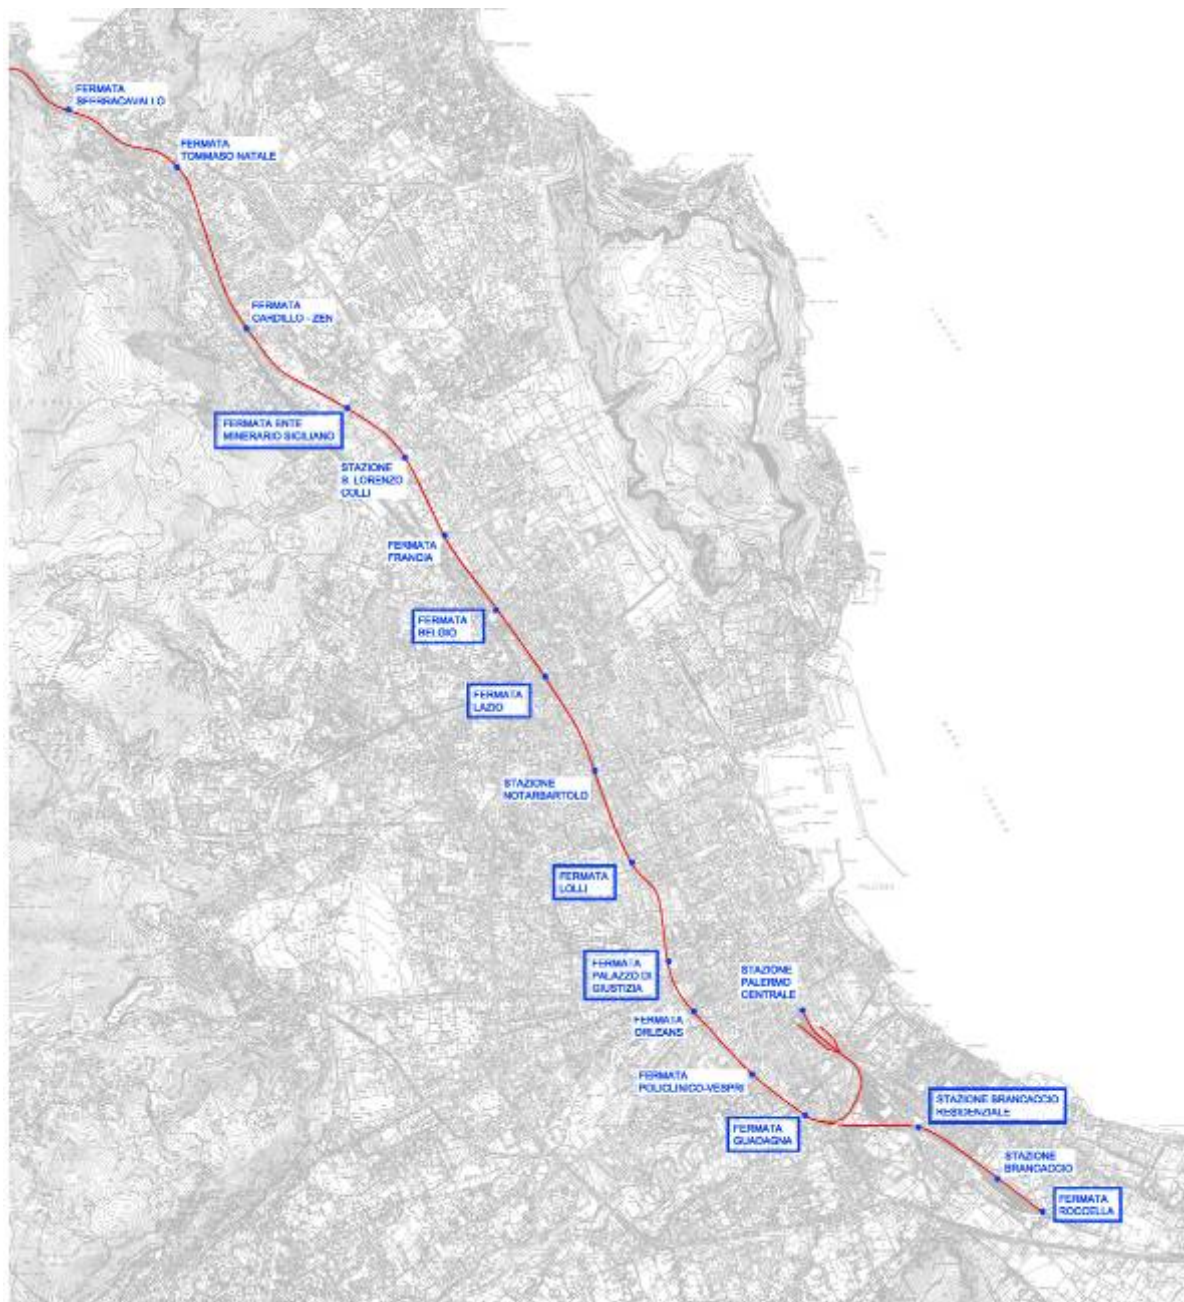 FERMATA
SFERRACAVALLO
FERMATA
TOMMASO NATALE
FERMATA
CARDILLO - ZEN
FERMATA ENTE
MINERARIO SICILIANO
STAZIONE
S. LORENZO
COLLI
FERMATA
FRANCIA
FERMATA
BELGIO
FERMATA
LAZIO
STAZIONE
NOTARBARTOLO
FERMATA
LOLLI
FERMATA
PALAZZO DI
GIUSTIZIA
STAZIONE
PALERMO
CENTRALE
FERMATA
ORLEANS
FERMATA
POLICLINICO-VESPRI
FERMATA
GUADAGNA
STAZIONE BRANCACCIO
RESIDENZIALE
STAZIONE
BRANCACCIO
FERMATA
ROCCELLA